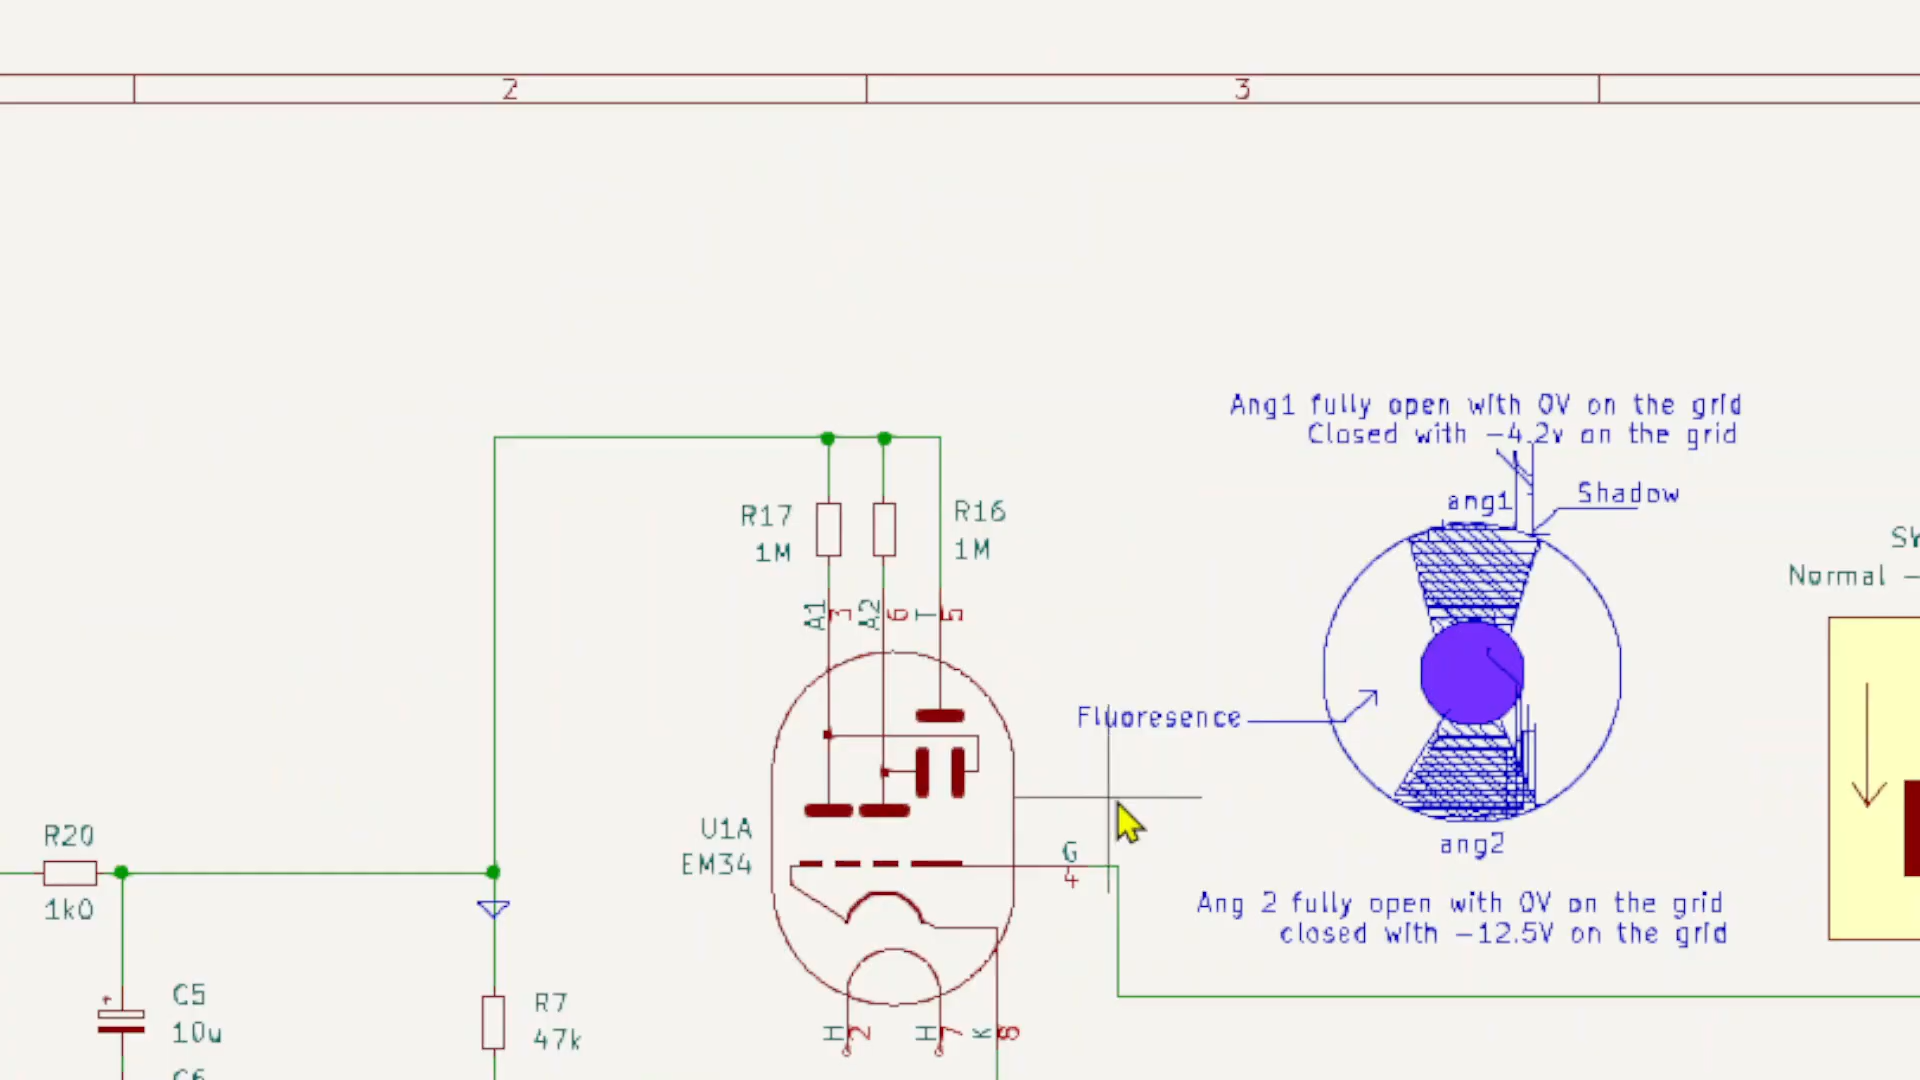 2
3
Ang1 fully open with 0V on the grid
Closed with -4.2v on the grid
ang1
Shadow
R17
1M
R16
1M
A1
3
A2
6
T
5
Normal
Fluoresence
U1A
EM34
G
4
ang2
R20
1k0
Ang 2 fully open with 0V on the grid
closed with -12.5V on the grid
C5
10u
R7
47k
H
2
H
7
K
8